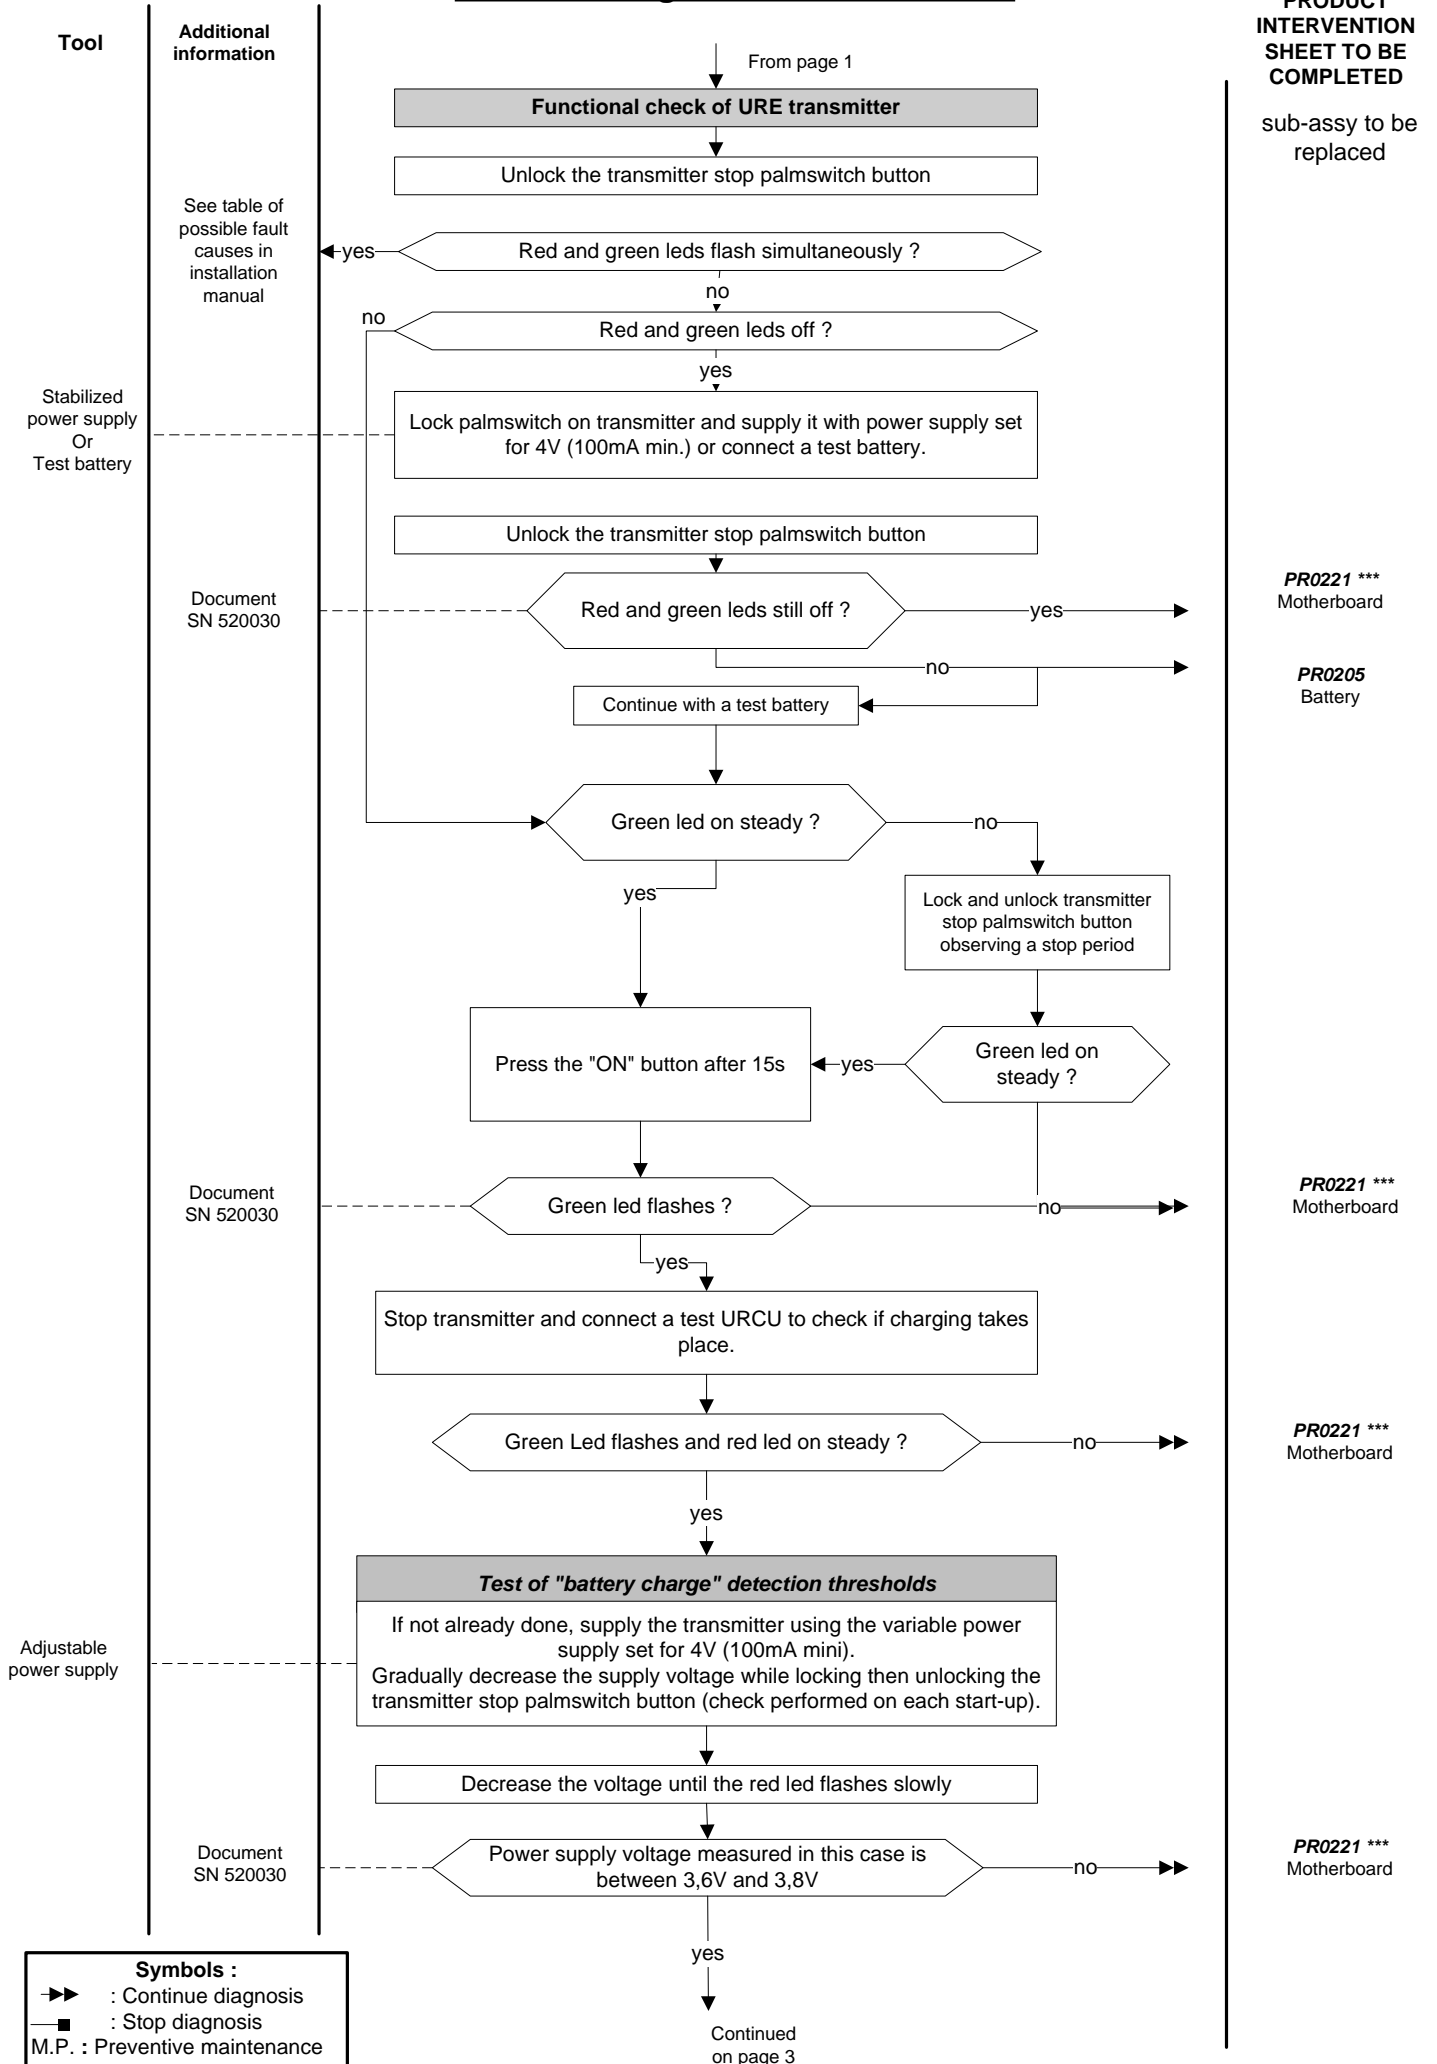 PRODUCT
INTERVENTION
SHEET TO BE
COMPLETED
sub-assy to be
replaced
Tool
Additional
information
From page 1
Functional check of URE transmitter
Unlock the transmitter stop palmswitch button
See table of
possible fault
causes in
installation
manual
yes
Red and green leds flash simultaneously ?
no
no
Red and green leds off ?
yes
Stabilized
power supply
Or
Test battery
Lock palmswitch on transmitter and supply it with power supply set
for 4V (100mA min.) or connect a test battery.
Unlock the transmitter stop palmswitch button
Document
SN 520030
Red and green leds still off ?
yes
PR0221 ***
Motherboard
no
PR0205
Battery
Continue with a test battery
Green led on steady ?
no
yes
Lock and unlock transmitter
stop palmswitch button
observing a stop period
Press the "ON" button after 15s
yes
Green led on
steady ?
Document
SN 520030
Green led flashes ?
no
PR0221 ***
Motherboard
yes
Stop transmitter and connect a test URCU to check if charging takes
place.
Green Led flashes and red led on steady ?
no
PR0221 ***
Motherboard
yes
Test of "battery charge" detection thresholds
Adjustable
power supply
If not already done, supply the transmitter using the variable power
supply set for 4V (100mA mini).
Gradually decrease the supply voltage while locking then unlocking the
transmitter stop palmswitch button (check performed on each start-up).
Decrease the voltage until the red led flashes slowly
Document
SN 520030
Power supply voltage measured in this case is
between 3,6V and 3,8V
no
PR0221 ***
Motherboard
yes
Symbols :
: Continue diagnosis
: Stop diagnosis
M.P. : Preventive maintenance
Continued
on page 3